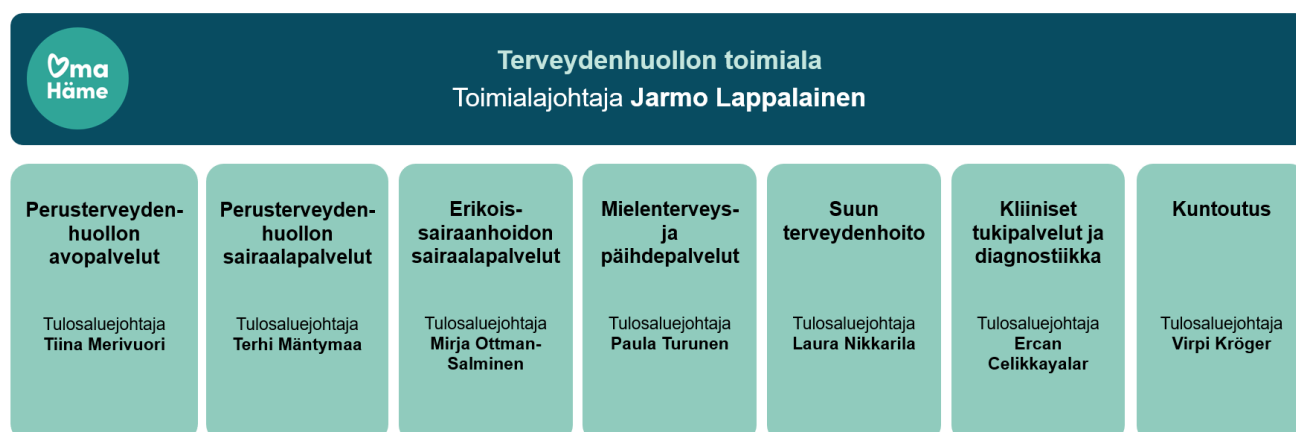 Oma
Häme
Terveydenhuollon toimiala
Toimialajohtaja Jarmo Lappalainen
Perusterveyden-
huollon
avopalvelut
Tulosaluejohtaja
Tiina Merivuori
Perusterveyden-
huollon
sairaalapalvelut
Tulosaluejohtaja
Terhi Mäntymaa
Erikois-
sairaanhoidon
sairaalapalvelut
Tulosaluejohtaja
Mirja Ottman-
Salminen
Mielenterveys-
ja
päihdepalvelut
Tulosaluejohtaja
Paula Turunen
Suun
terveydenhoito
Tulosaluejohtaja
Laura Nikkarila
Kliiniset
tukipalvelut ja
diagnostiikka
Tulosaluejohtaja
Ercan
Celikkayalar
Kuntoutus
Tulosaluejohtaja
Virpi Kröger